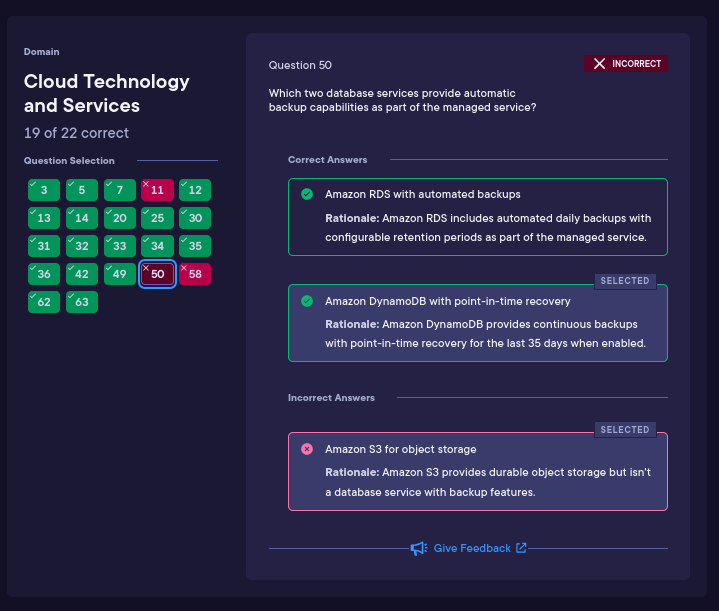 Domain
Cloud Technology
and Services
19 of 22 correct
Question Selection
3 5 7 11 12
13 14 20 25 30
31 32 33 34 35
36 42 49 50 58
62 63
Question 50
INCORRECT
Which two database services provide automatic
backup capabilities as part of the managed service?
Correct Answers
Amazon RDS with automated backups
Rationale: Amazon RDS includes automated daily backups with
configurable retention periods as part of the managed service.
SELECTED
Amazon DynamoDB with point-in-time recovery
Rationale: Amazon DynamoDB provides continuous backups
with point-in-time recovery for the last 35 days when enabled.
Incorrect Answers
SELECTED
Amazon S3 for object storage
Rationale: Amazon S3 provides durable object storage but isn't
a database service with backup features.
Give Feedback